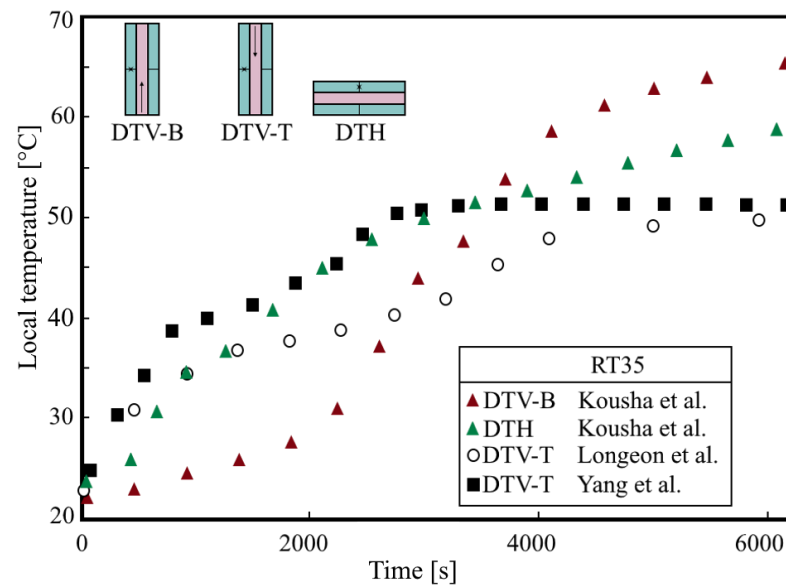 70
60
50
40
30
20
Local temperature [°C]
DTV-B
DTV-T
DTH
RT35
DTV-B Kousha et al.
DTH Kousha et al.
DTV-T Longeon et al.
DTV-T Yang et al.
0
2000
4000
6000
Time [s]